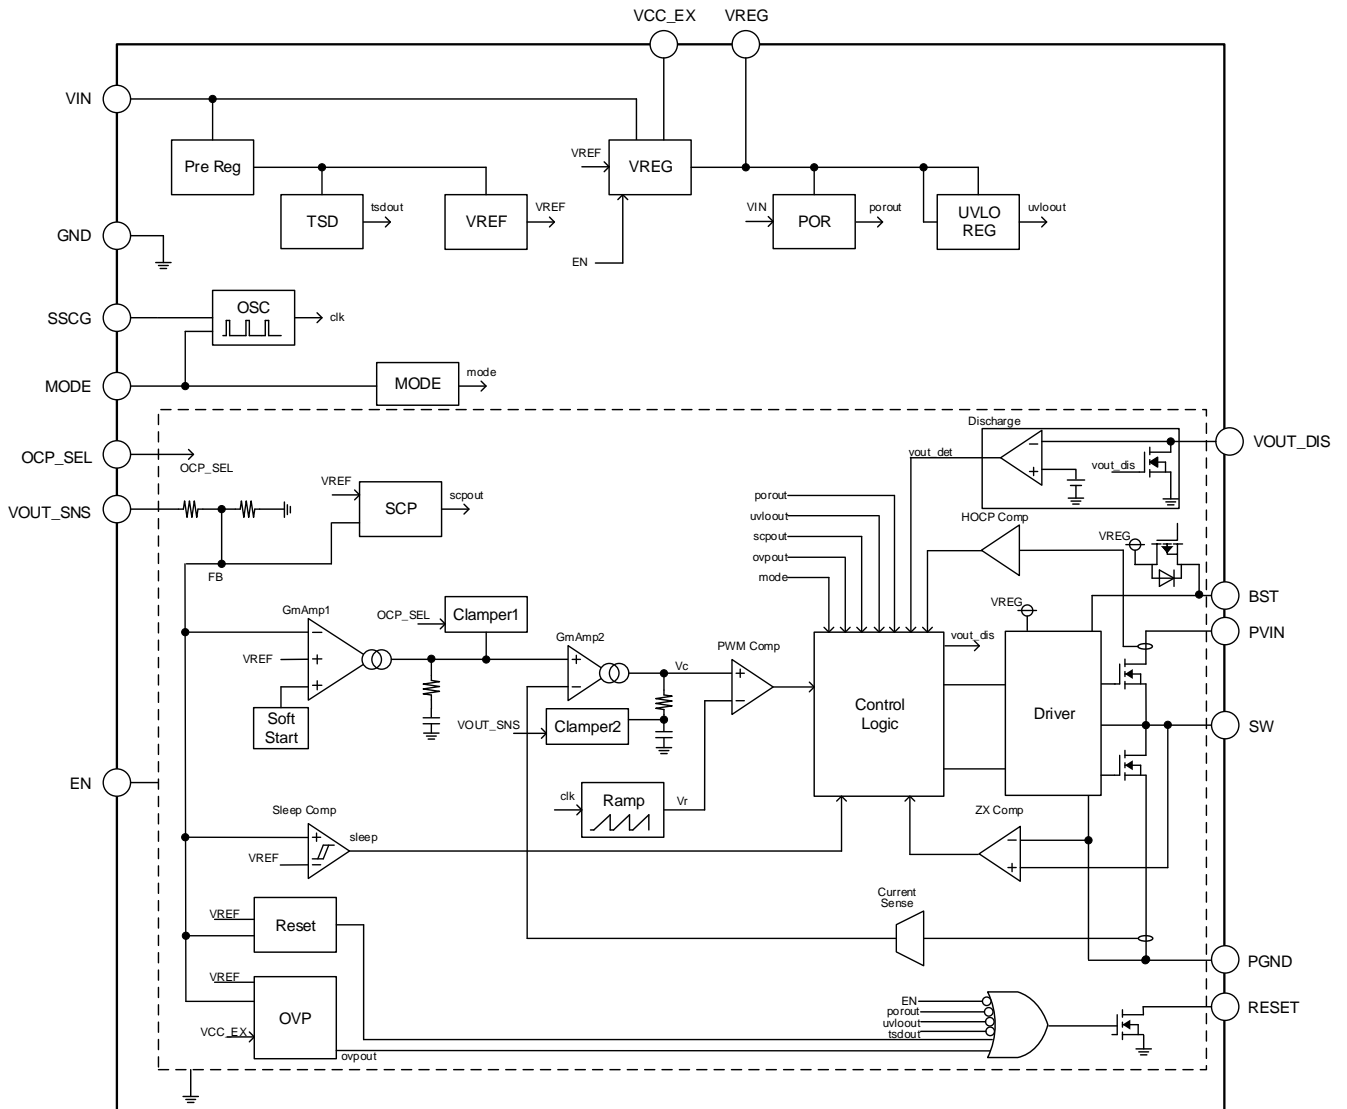 VCC_EX
VREG
VIN
Pre Reg
VREF
VREG
TSD
tsdout
VREF
VREF
VIN
POR
porout
UVLO
REG
uvloout
GND
EN
SSCG
OSC
clk
MODE
MODE
mode
OCP_SEL
OCP_SEL
Discharge
VOUT_DIS
vout_det
vout_dis
VOUT_SNS
VREF
SCP
scpout
porout
uvloout
scpout
ovpout
mode
HOCP Comp
VREG
FB
BST
GmAmp1
OCP_SEL
Clamper1
GmAmp2
PWM Comp
VREG
vout_dis
PVIN
VREF
Vc
Soft
Start
VOUT_SNS
Clamper2
Control
Logic
Driver
SW
EN
clk
Ramp
Vr
Sleep Comp
sleep
VREF
ZX Comp
Current
Sense
VREF
Reset
PGND
VREF
OVP
VCC_EX
ovpout
EN
porout
uvloout
tsdout
RESET